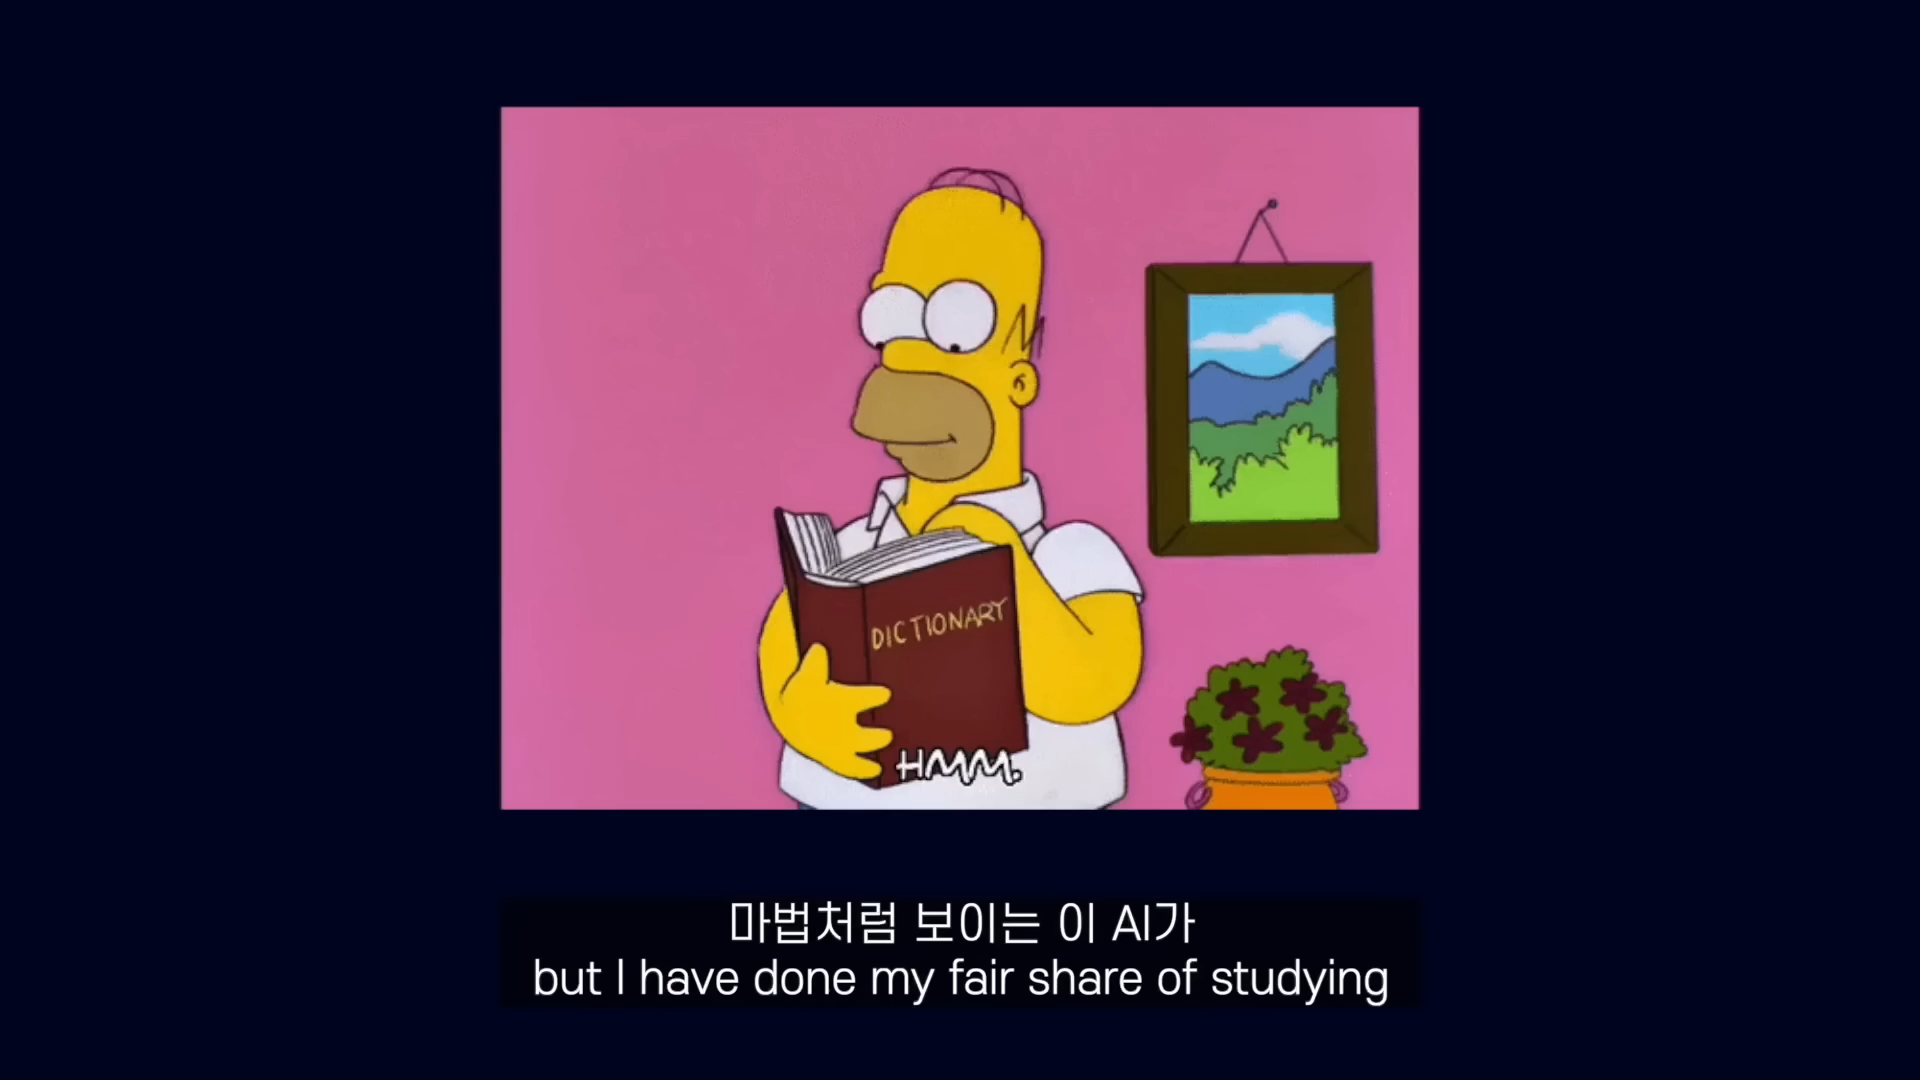 DICTIONARY
HMM.
마법처럼 보이는 이 AI가
but I have done my fair share of studying